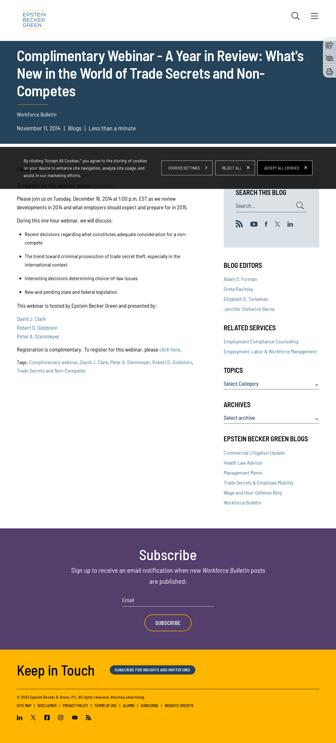 EPSTEIN
BECKER
GREEN
Complimentary Webinar – A Year in Review: What's
New in the World of Trade Secrets and Non-
Competes
Workforce Bulletin
November 11, 2014 | Blogs | Less than a minute
By clicking "Accept All Cookies," you agree to the storing of cookies
on your device to enhance site navigation, analyze site usage, and
assist in our marketing efforts.
COOKIES SETTINGS
REJECT ALL
ACCEPT ALL COOKIES
Please join us on Tuesday, December 16, 2014 at 1:00 p.m. EST as we review
developments in 2014 and what employers should expect and prepare for in 2015.
During this one-hour webinar, we will discuss:
Recent decisions regarding what constitutes adequate consideration for a non-
compete
The trend toward criminal prosecution of trade secret theft, especially in the
international context
Interesting decisions determining choice-of-law issues
New and pending state and federal legislation
This webinar is hosted by Epstein Becker Green and presented by:
David J. Clark
Robert D. Goldstein
Peter A. Steinmeyer
Registration is complimentary. To register for this webinar, please click here.
Tags: Complimentary webinar, David J. Clark, Peter A. Steinmeyer, Robert D. Goldstein,
Trade Secrets and Non-Competes
SEARCH THIS BLOG
Search...
BLOG EDITORS
Adam S. Forman
Greta Ravitsky
Elizabeth S. Torkelsen
Jennifer Stefanick Barna
RELATED SERVICES
Employment Compliance Counseling
Employment, Labor & Workforce Management
TOPICS
Select Category
ARCHIVES
Select archive
EPSTEIN BECKER GREEN BLOGS
Commercial Litigation Update
Health Law Advisor
Management Memo
Trade Secrets & Employee Mobility
Wage and Hour Defense Blog
Workforce Bulletin
Subscribe
Sign up to receive an email notification when new Workforce Bulletin posts
are published:
Email
SUBSCRIBE
Keep in Touch
SUBSCRIBE FOR INSIGHTS AND INVITATIONS
© 2024 Epstein Becker & Green, P.C. All rights reserved. Attorney advertising.
SITE MAP | DISCLAIMER | PRIVACY POLICY | TERMS OF USE | ALUMNI | SUBSCRIBE | WEBSITE CREDITS